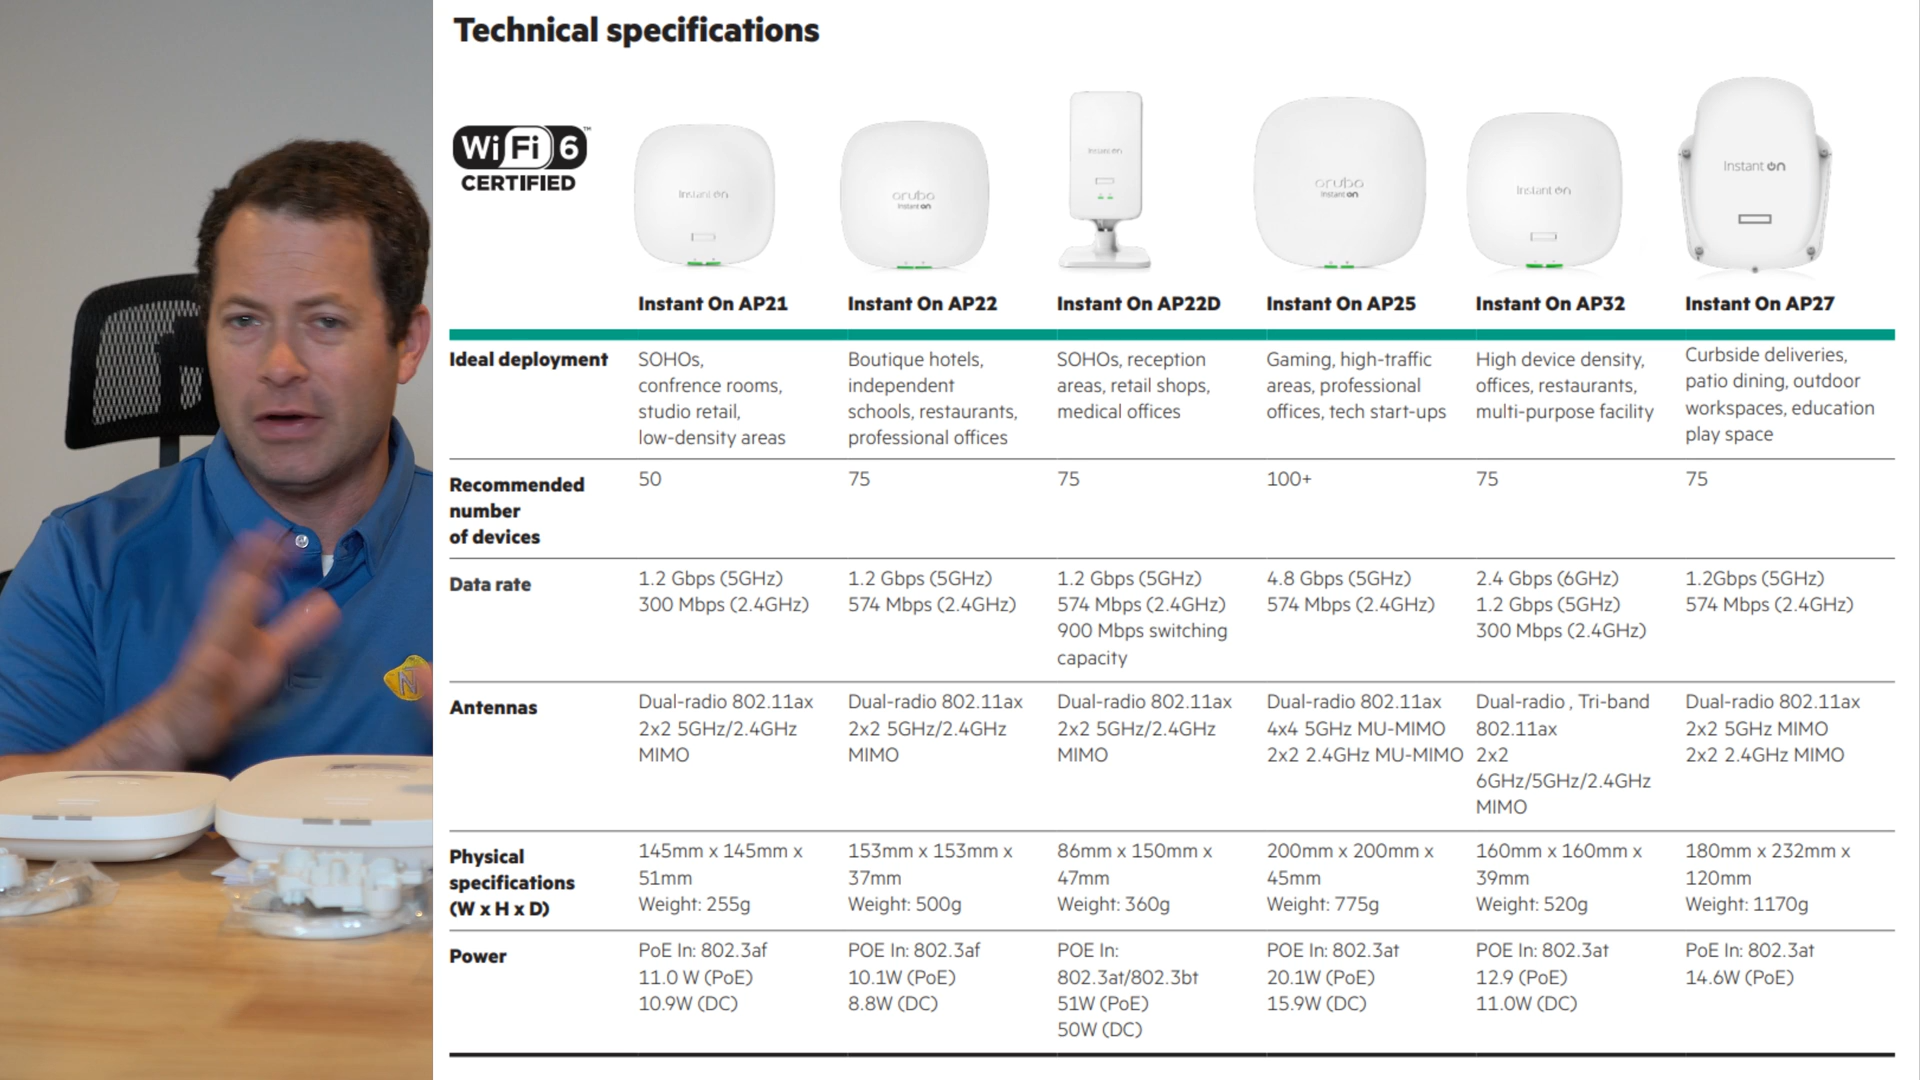 Technical specifications
WiFi 6™
CERTIFIED
Instant On
aruba
Instant on
Instant on
aruba
Instant on
Instant On
Instant on
Instant On AP21
Instant On AP22
Instant On AP22D
Instant On AP25
Instant On AP32
Instant On AP27
Ideal deployment
SOHOs,
confrence rooms,
studio retail,
low-density areas
Boutique hotels,
independent
schools, restaurants,
professional offices
SOHOs, reception
areas, retail shops,
medical offices
Gaming, high-traffic
areas, professional
offices, tech start-ups
High device density,
offices, restaurants,
multi-purpose facility
Curbside deliveries,
patio dining, outdoor
workspaces, education
play space
Recommended
number
of devices
50
75
75
100+
75
75
Data rate
1.2 Gbps (5GHz)
300 Mbps (2.4GHz)
1.2 Gbps (5GHz)
574 Mbps (2.4GHz)
1.2 Gbps (5GHz)
574 Mbps (2.4GHz)
900 Mbps switching
capacity
4.8 Gbps (5GHz)
574 Mbps (2.4GHz)
2.4 Gbps (6GHz)
1.2 Gbps (5GHz)
300 Mbps (2.4GHz)
1.2Gbps (5GHz)
574 Mbps (2.4GHz)
Antennas
Dual-radio 802.11ax
2x2 5GHz/2.4GHz
MIMO
Dual-radio 802.11ax
2x2 5GHz/2.4GHz
MIMO
Dual-radio 802.11ax
2x2 5GHz/2.4GHz
MIMO
Dual-radio 802.11ax
4x4 5GHz MU-MIMO
2x2 2.4GHz MU-MIMO
Dual-radio , Tri-band
802.11ax
2x2
6GHz/5GHz/2.4GHz
MIMO
Dual-radio 802.11ax
2x2 5GHz MIMO
2x2 2.4GHz MIMO
Physical
specifications
(W x H x D)
145mm x 145mm x
51mm
Weight: 255g
153mm x 153mm x
37mm
Weight: 500g
86mm x 150mm x
47mm
Weight: 360g
200mm x 200mm x
45mm
Weight: 775g
160mm x 160mm x
39mm
Weight: 520g
180mm x 232mm x
120mm
Weight: 1170g
Power
PoE In: 802.3af
11.0 W (PoE)
10.9W (DC)
POE In: 802.3af
10.1W (PoE)
8.8W (DC)
POE In:
802.3at/802.3bt
51W (PoE)
50W (DC)
POE In: 802.3at
20.1W (PoE)
15.9W (DC)
POE In: 802.3at
12.9 (PoE)
11.0W (DC)
PoE In: 802.3at
14.6W (PoE)
N